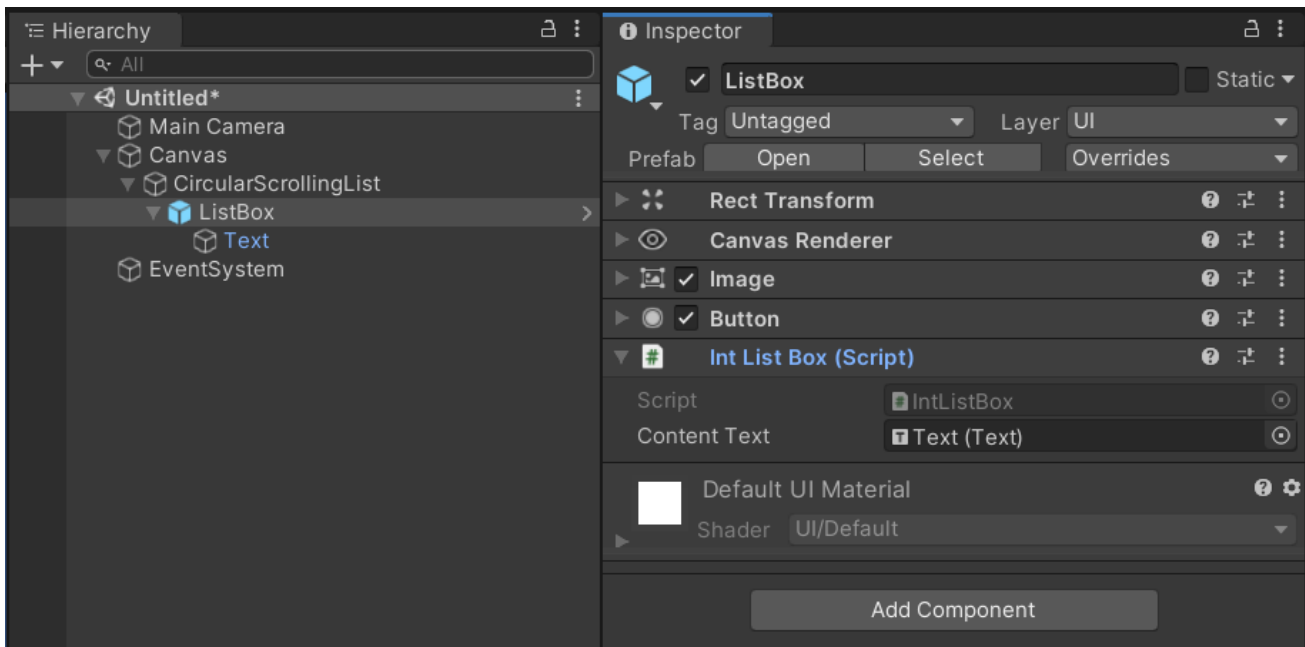 Hierarchy
All
Untitled*
Main Camera
Canvas
CircularScrollingList
ListBox
Text
EventSystem
Inspector
ListBox
Static
Tag Untagged Layer UI
Prefab Open Select Overrides
Rect Transform
Canvas Renderer
Image
Button
# Int List Box (Script)
Script # IntListBox
Content Text T Text (Text)
Default UI Material
Shader UI/Default
Add Component